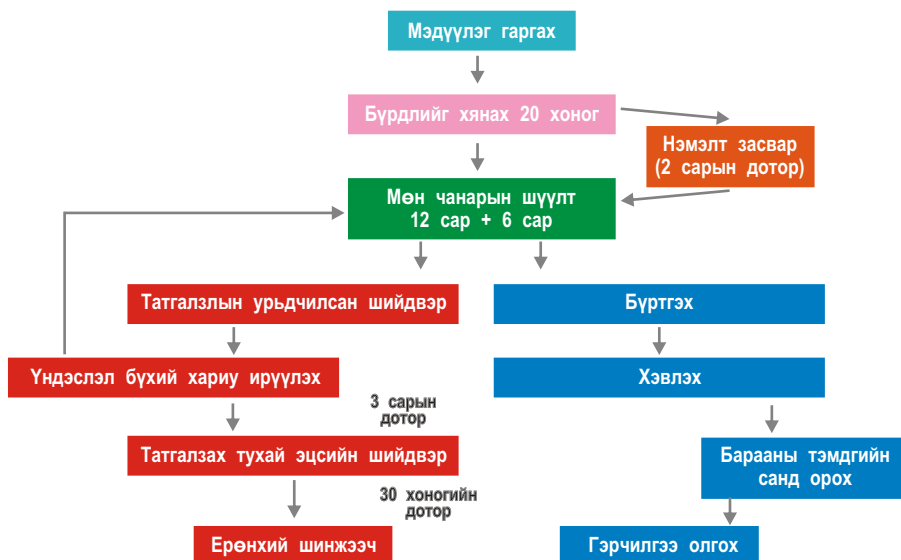 Мэдүүлэг гаргах
Бүрдлийг хянах 20 хоног
Нэмэлт засвар
(2 сарын дотор)
Мөн чанарын шүүлт
12 сар + 6 сар
Татгалзлын урьдчилсан шийдвэр
Бүртгэх
Үндэслэл бүхий хариу ирүүлэх
Хэвлэх
3 сарын
дотор
Татгалзах тухай эцсийн шийдвэр
Барааны тэмдгийн
санд орох
30 хоногийн
дотор
Ерөнхий шинжээч
Гэрчилгээ олгох